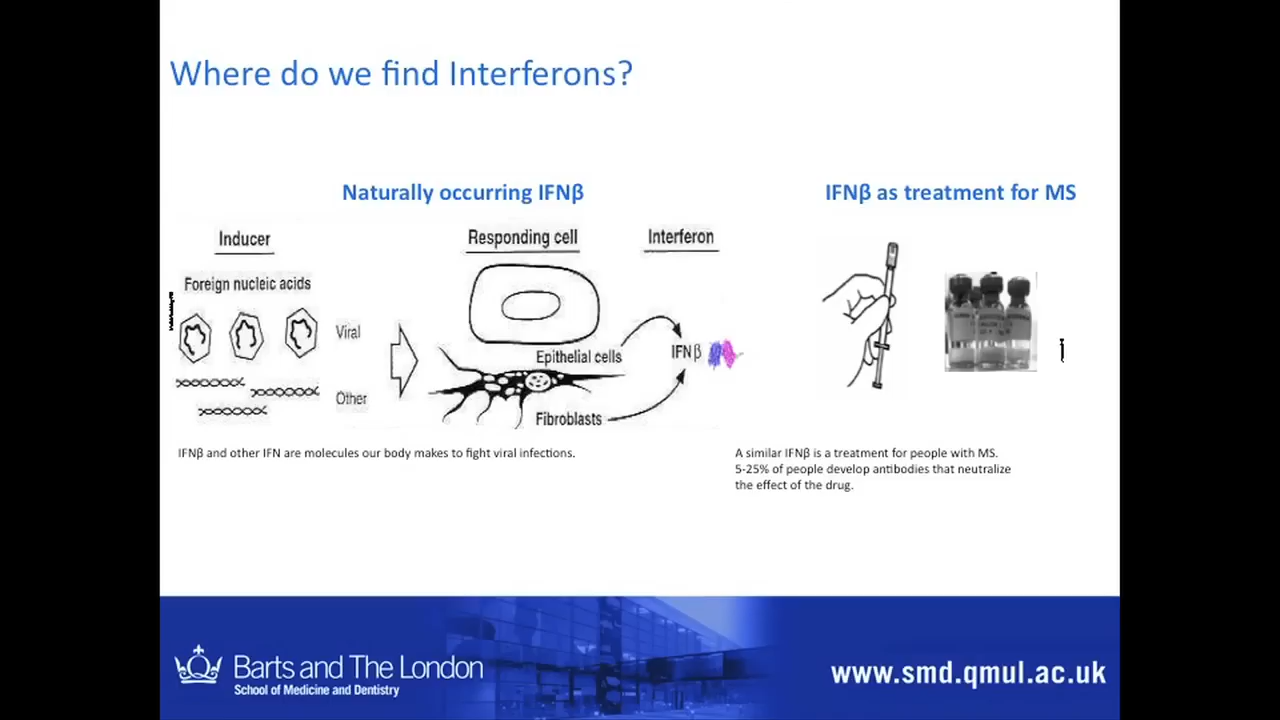 Where do we find Interferons?
Naturally occurring IFNβ
IFNβ as treatment for MS
Inducer
Responding cell
Interferon
Foreign nucleic acids
Viral
Epithelial cells
IFNβ
Other
Fibroblasts
IFNβ and other IFN are molecules our body makes to fight viral infections.
A similar IFNβ is a treatment for people with MS.
5-25% of people develop antibodies that neutralize
the effect of the drug.
Barts and The London
School of Medicine and Dentistry
www.smd.qmul.ac.uk